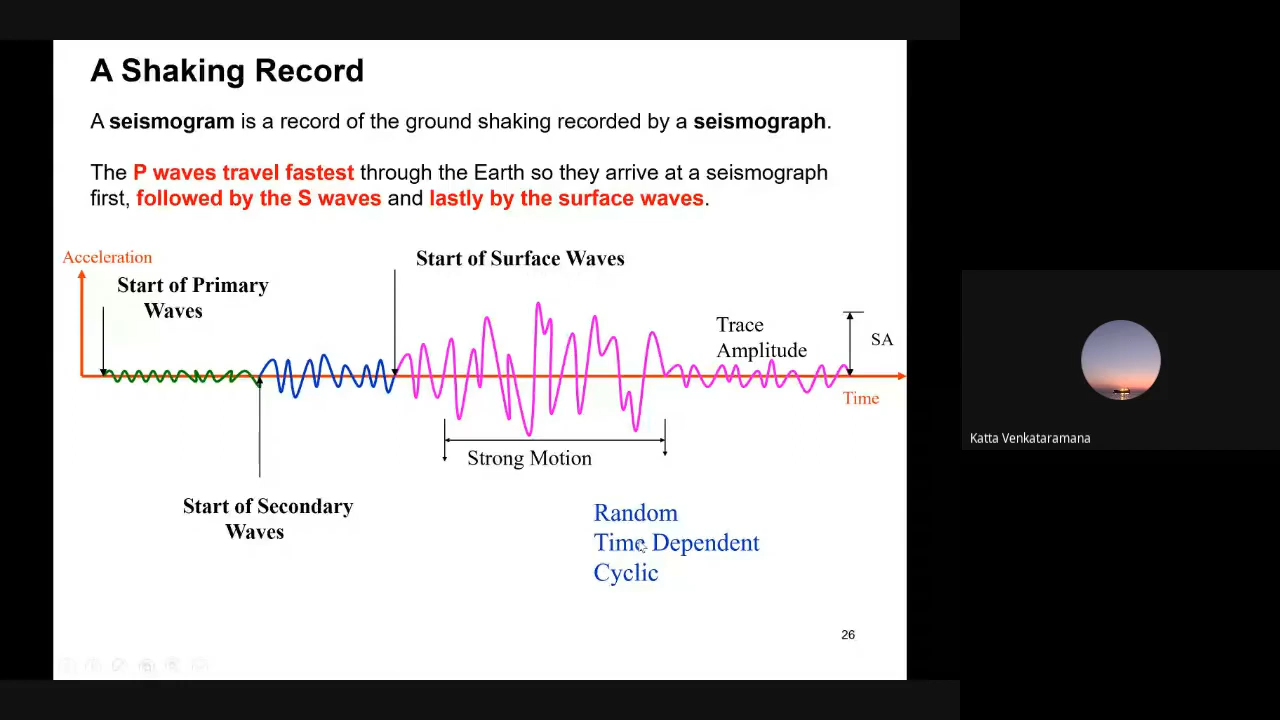 A Shaking Record
A seismogram is a record of the ground shaking recorded by a seismograph.
The P waves travel fastest through the Earth so they arrive at a seismograph
first, followed by the S waves and lastly by the surface waves.
Acceleration
Start of Surface Waves
Start of Primary
Waves
Trace
Amplitude
SA
Time
Strong Motion
Start of Secondary
Waves
Random
Time Dependent
Cyclic
26
Katta Venkataramana